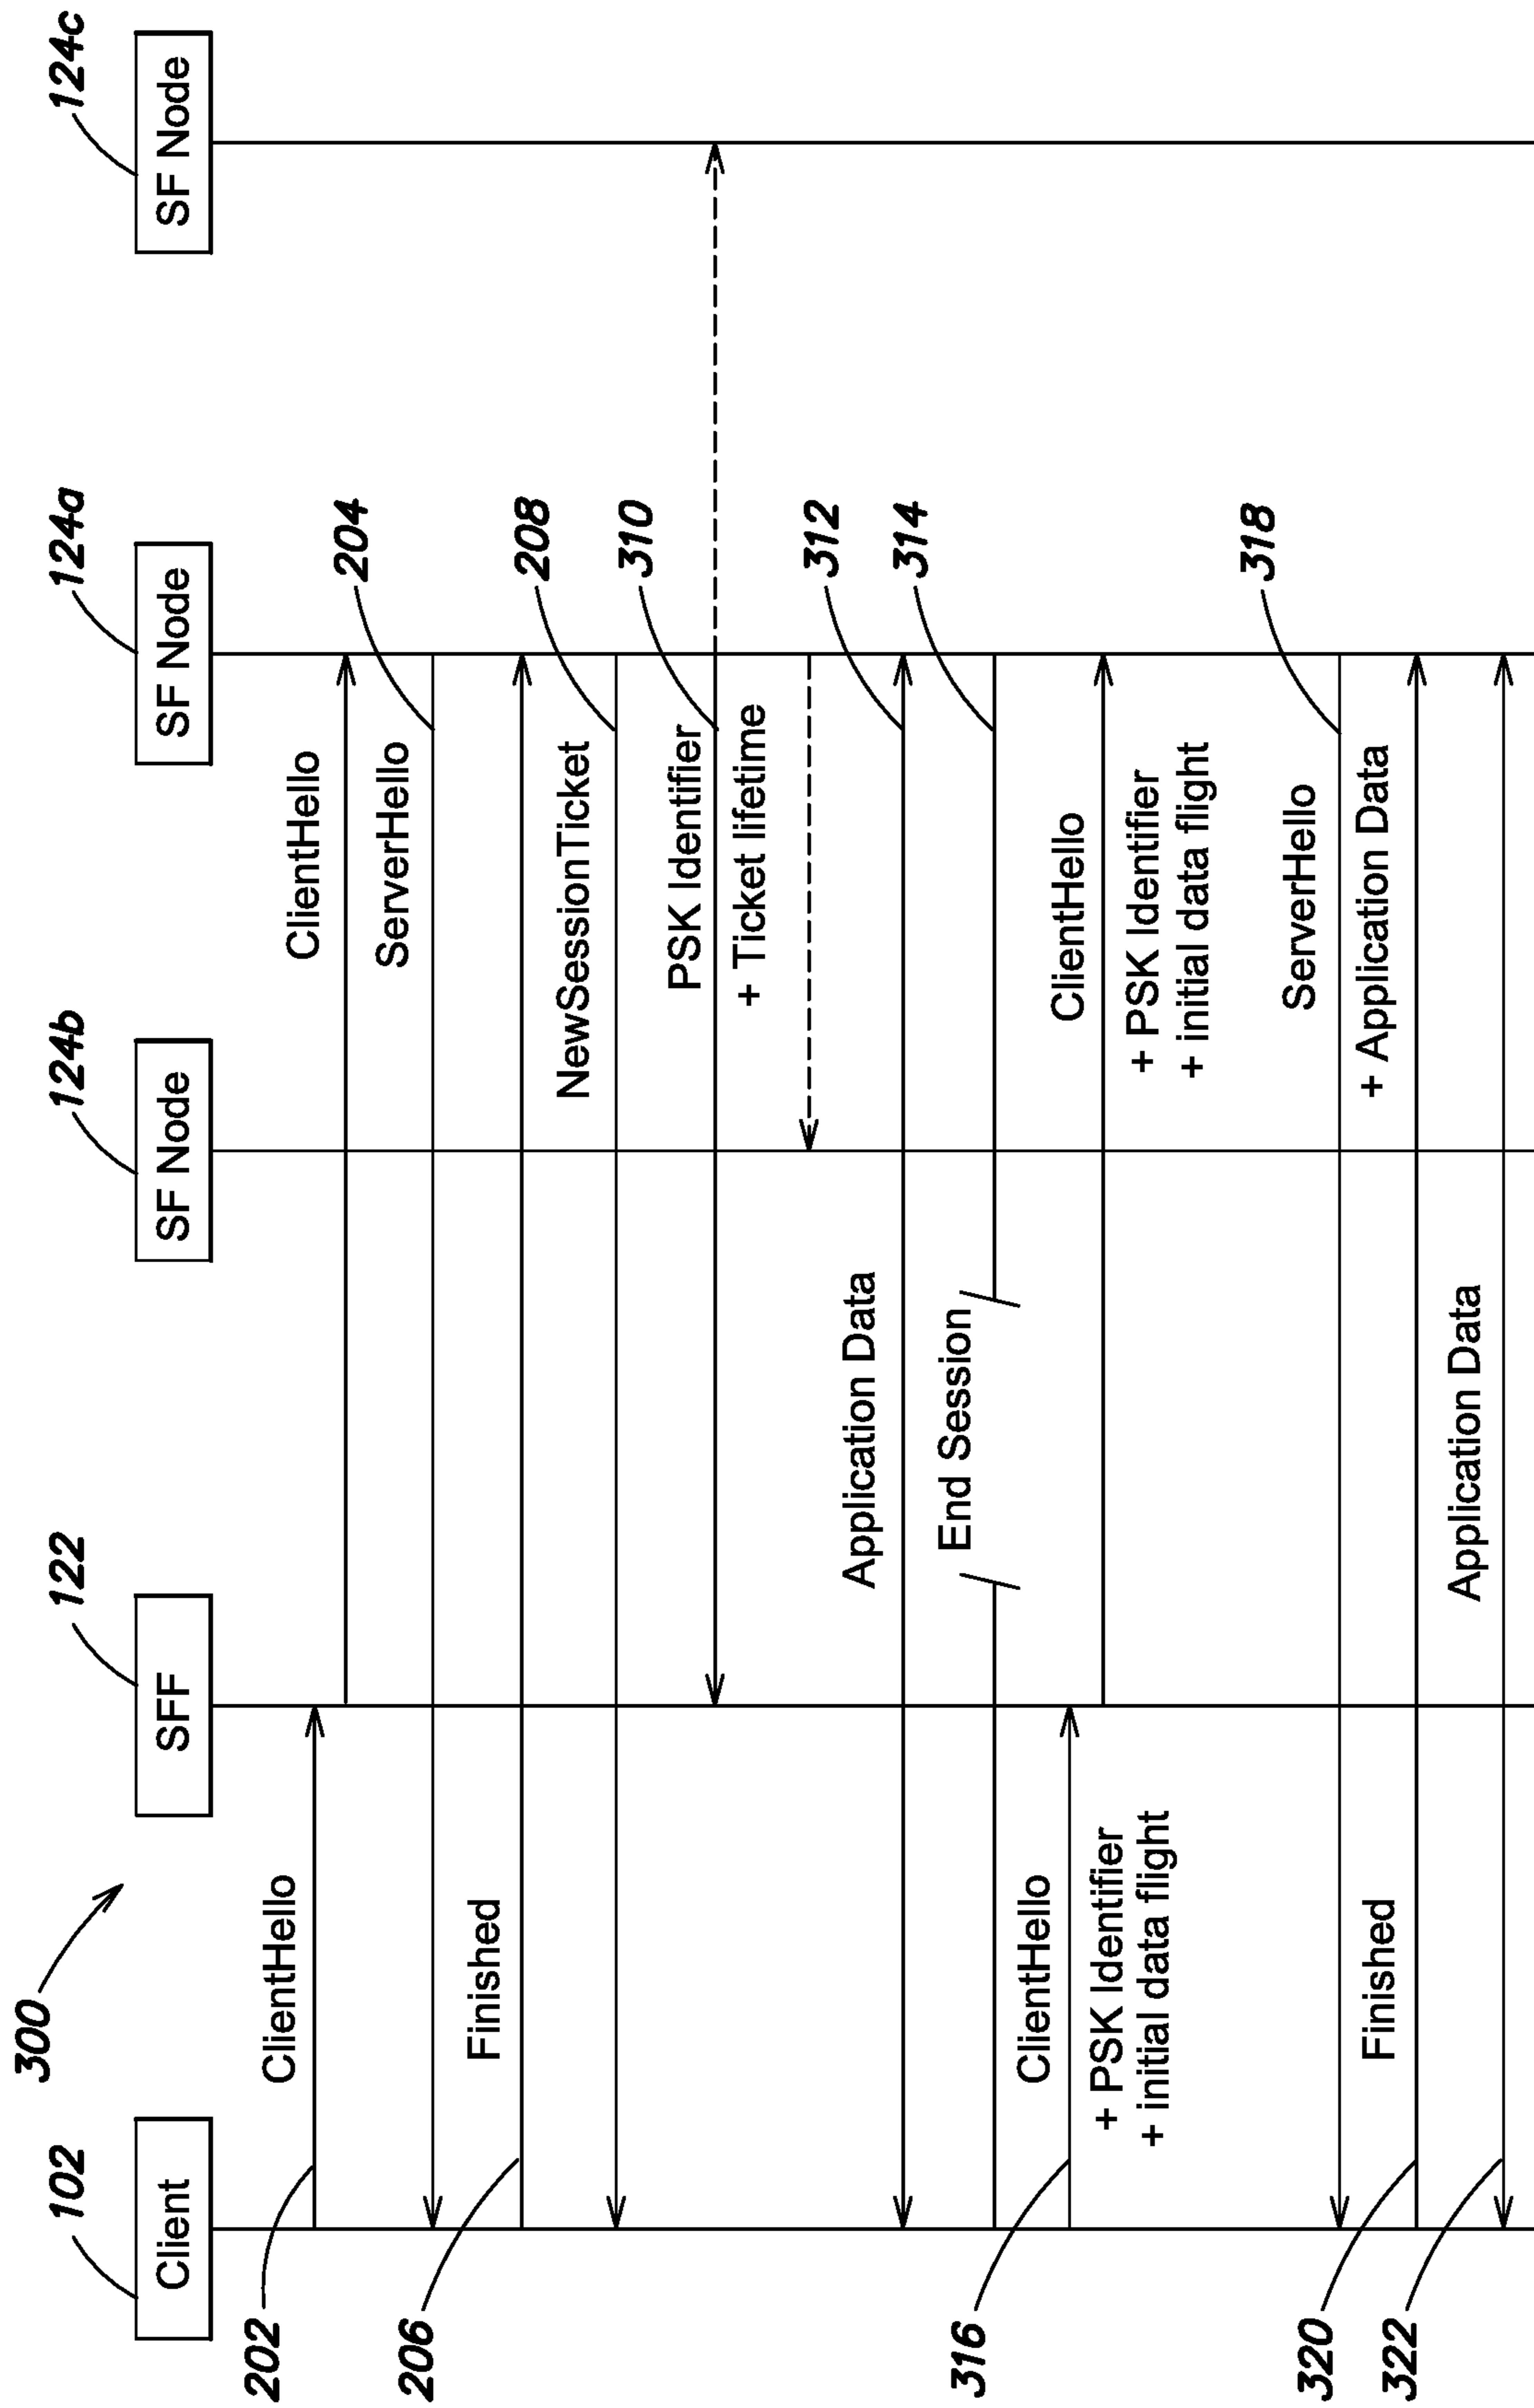 300
102
122
124b
124a
124c
Client
SFF
SF Node
SF Node
SF Node
202
ClientHello
ClientHello
ServerHello
204
206
Finished
NewSessionTicket
208
PSK Identifier
+ Ticket lifetime
310
Application Data
312
End Session
314
316
ClientHello
+ PSK Identifier
+ initial data flight
ClientHello
+ PSK Identifier
+ initial data flight
ServerHello
+ Application Data
318
320
Finished
322
Application Data